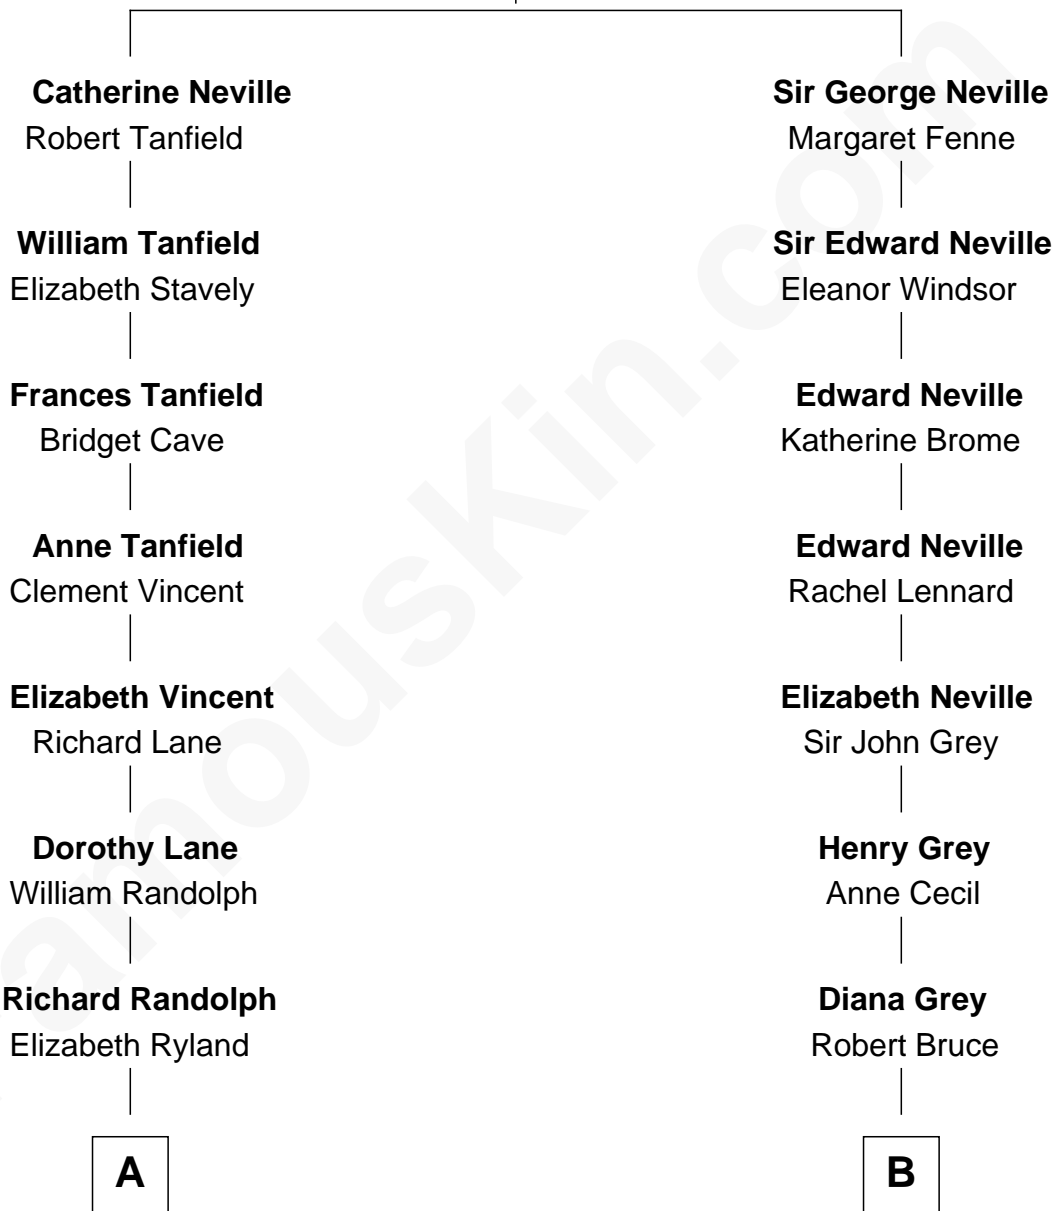 Catherine Neville
Robert Tanfield
William Tanfield
Elizabeth Stavely
Frances Tanfield
Bridget Cave
Anne Tanfield
Clement Vincent
Elizabeth Vincent
Richard Lane
Dorothy Lane
William Randolph
Richard Randolph
Elizabeth Ryland
A
Sir George Neville
Margaret Fenne
Sir Edward Neville
Eleanor Windsor
Edward Neville
Katherine Brome
Edward Neville
Rachel Lennard
Elizabeth Neville
Sir John Grey
Henry Grey
Anne Cecil
Diana Grey
Robert Bruce
B
amousKin.com